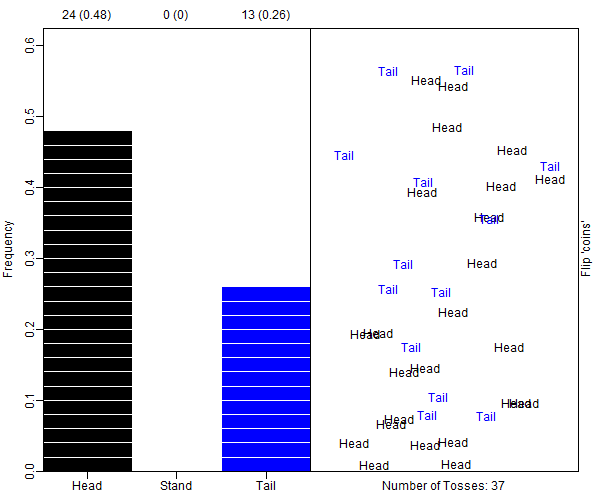 24 (0.48) 0 (0) 13 (0.26)
Frequency
0.6
0.5
0.4
0.3
0.2
0.1
0.0
Head Stand Tail
Tail Tail
Head
Head
Head
Head
Tail
Tail
Head
Tail
Head
Head
Head
Tail
Tail
Head
Tail
Tail
Head
Head
Head
Tail
Head
Head
Head
Tail
Head
Head
Tail
Tail
Head
Head
Head
Head
Head
Head
Head
Flip 'coins'
Number of Tosses: 37